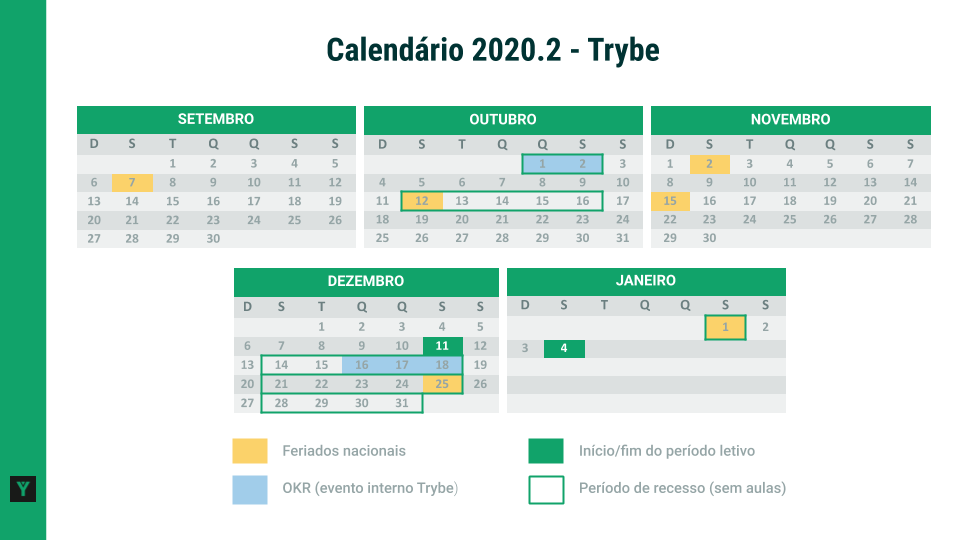 Calendário 2020.2 - Trybe
SETEMBRO
D S T Q Q S S
1 2 3 4 5
6 7 8 9 10 11 12
13 14 15 16 17 18 19
20 21 22 23 24 25 26
27 28 29 30
OUTUBRO
D S T Q Q S S
1 2 3
4 5 6 7 8 9 10
11 12 13 14 15 16 17
18 19 20 21 22 23 24
25 26 27 28 29 30 31
NOVEMBRO
D S T Q Q S S
1 2 3 4 5 6 7
8 9 10 11 12 13 14
15 16 17 18 19 20 21
22 23 24 25 26 27 28
29 30
DEZEMBRO
D S T Q Q S S
1 2 3 4 5
6 7 8 9 10 11 12
13 14 15 16 17 18 19
20 21 22 23 24 25 26
27 28 29 30 31
JANEIRO
D S T Q Q S S
1 2
3 4
Feriados nacionais
Início/fim do período letivo
OKR (evento interno Trybe)
Período de recesso (sem aulas)